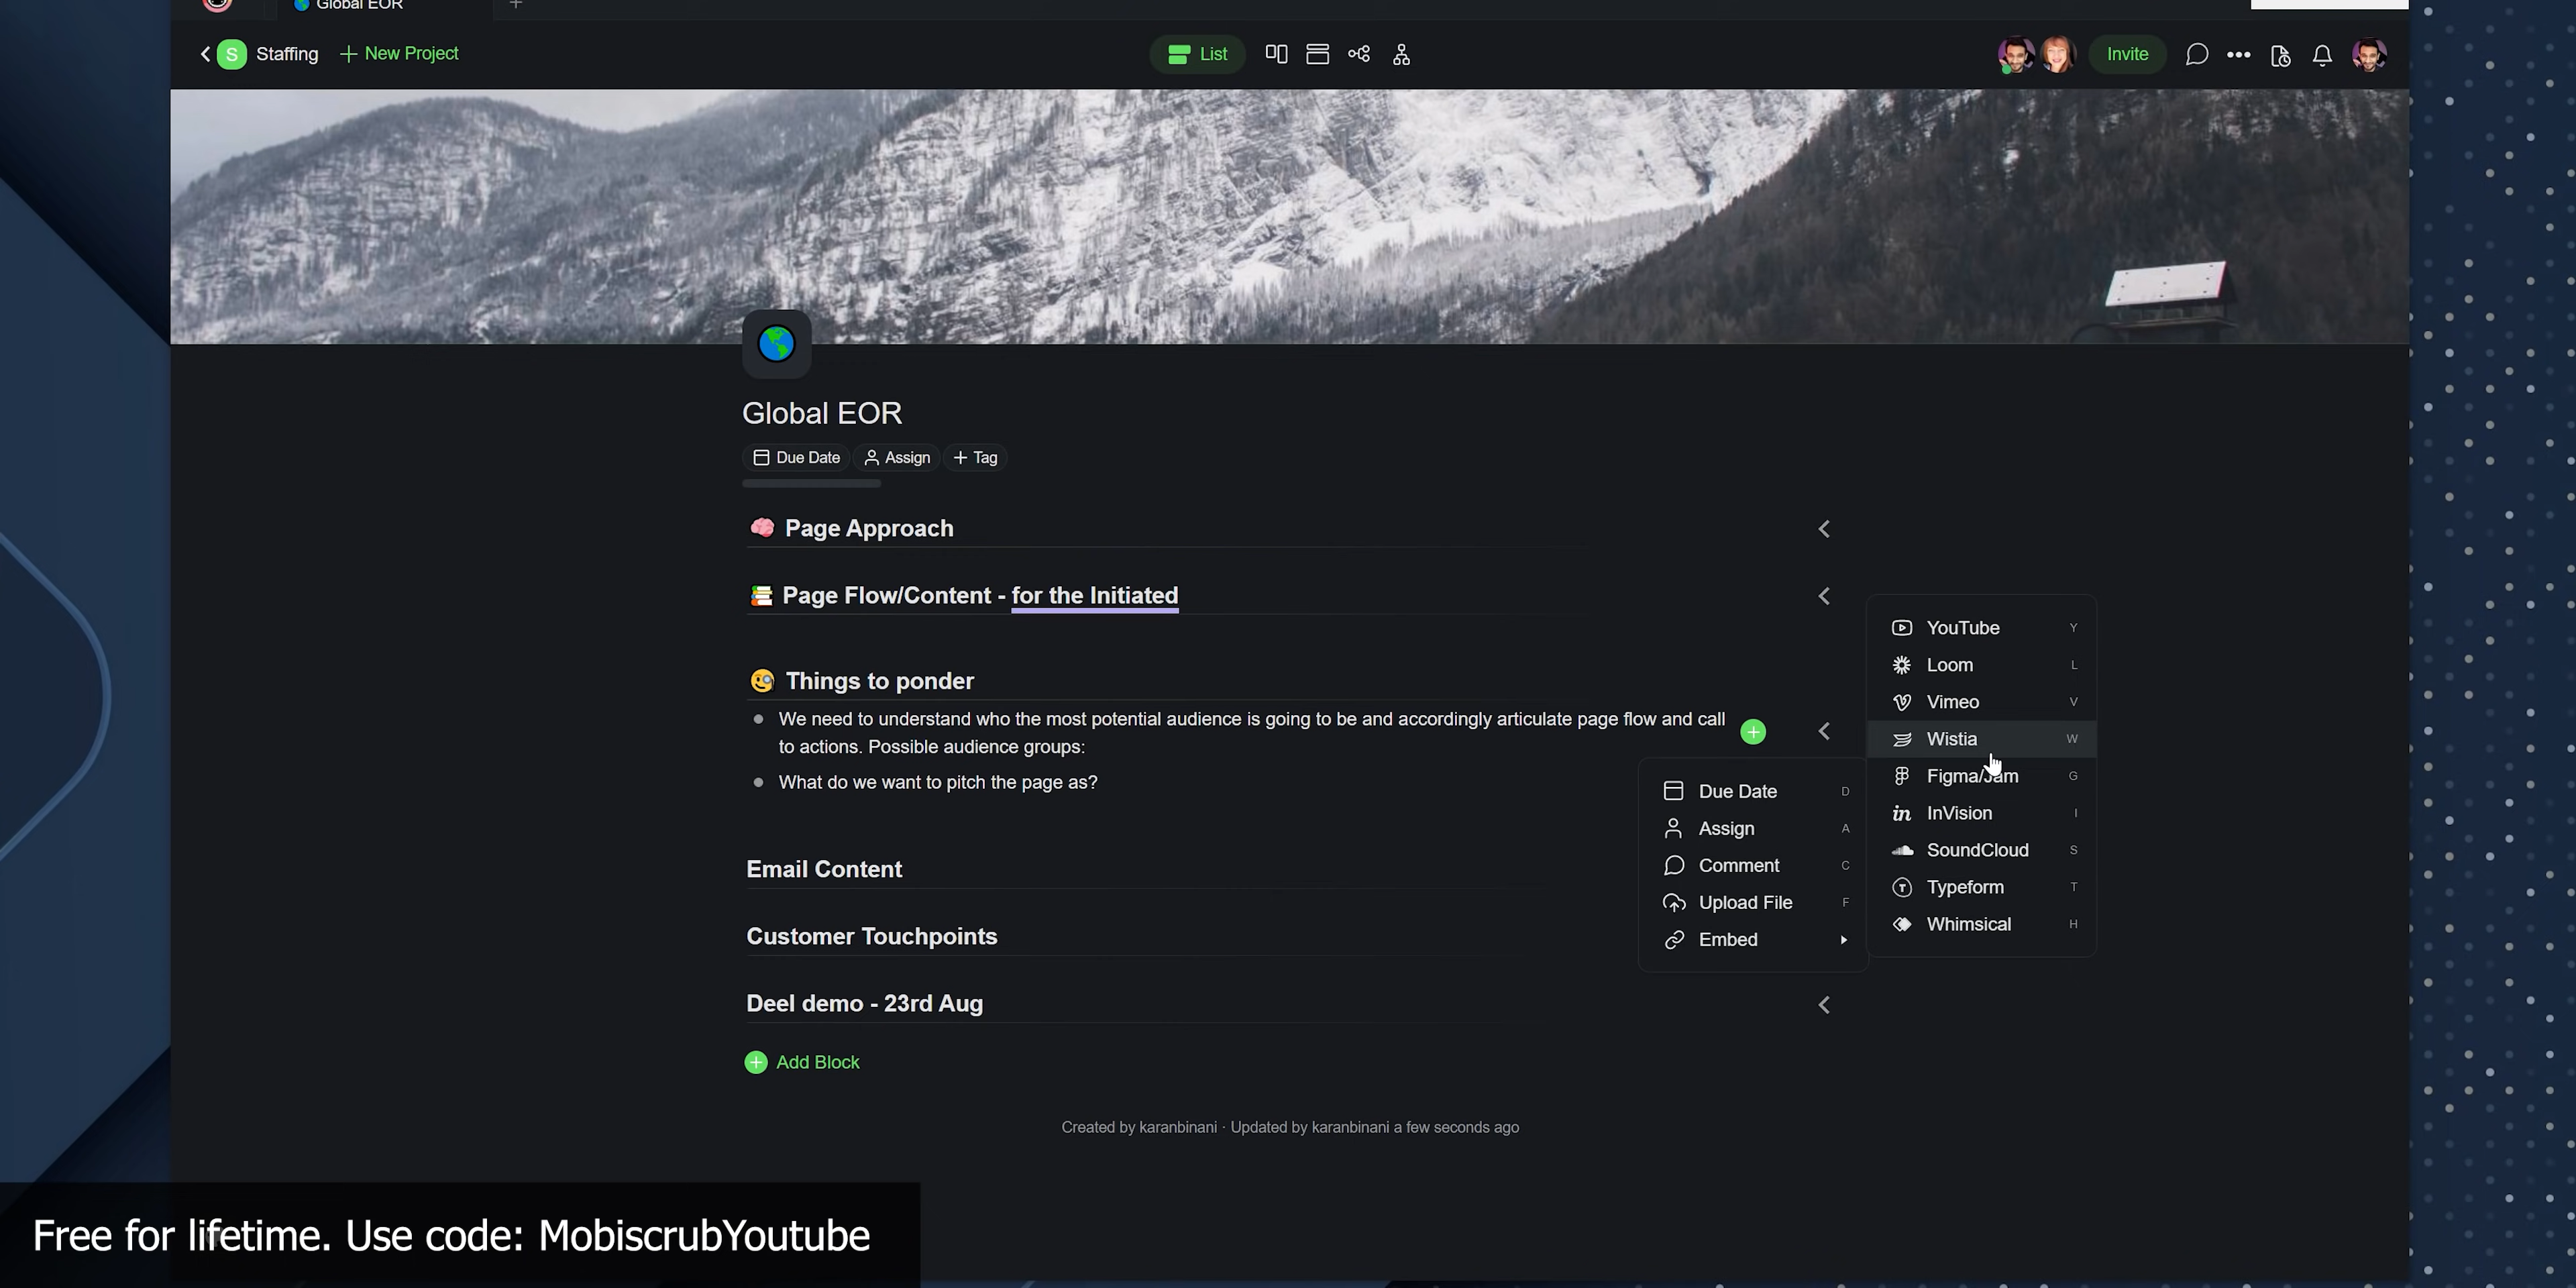 Global EOR
S Staffing + New Project
List
Invite
Global EOR
Due Date Assign + Tag
Page Approach
Page Flow/Content - for the Initiated
Things to ponder
We need to understand who the most potential audience is going to be and accordingly articulate page flow and call
to actions. Possible audience groups:
What do we want to pitch the page as?
Email Content
Customer Touchpoints
Deel demo - 23rd Aug
Add Block
Created by karanbinani · Updated by karanbinani a few seconds ago
Due Date D
Assign A
Comment C
Upload File F
Embed
YouTube Y
Loom L
Vimeo V
Wistia W
Figma/Jam G
InVision I
SoundCloud S
Typeform T
Whimsical H
Free for lifetime. Use code: MobiscrubYoutube